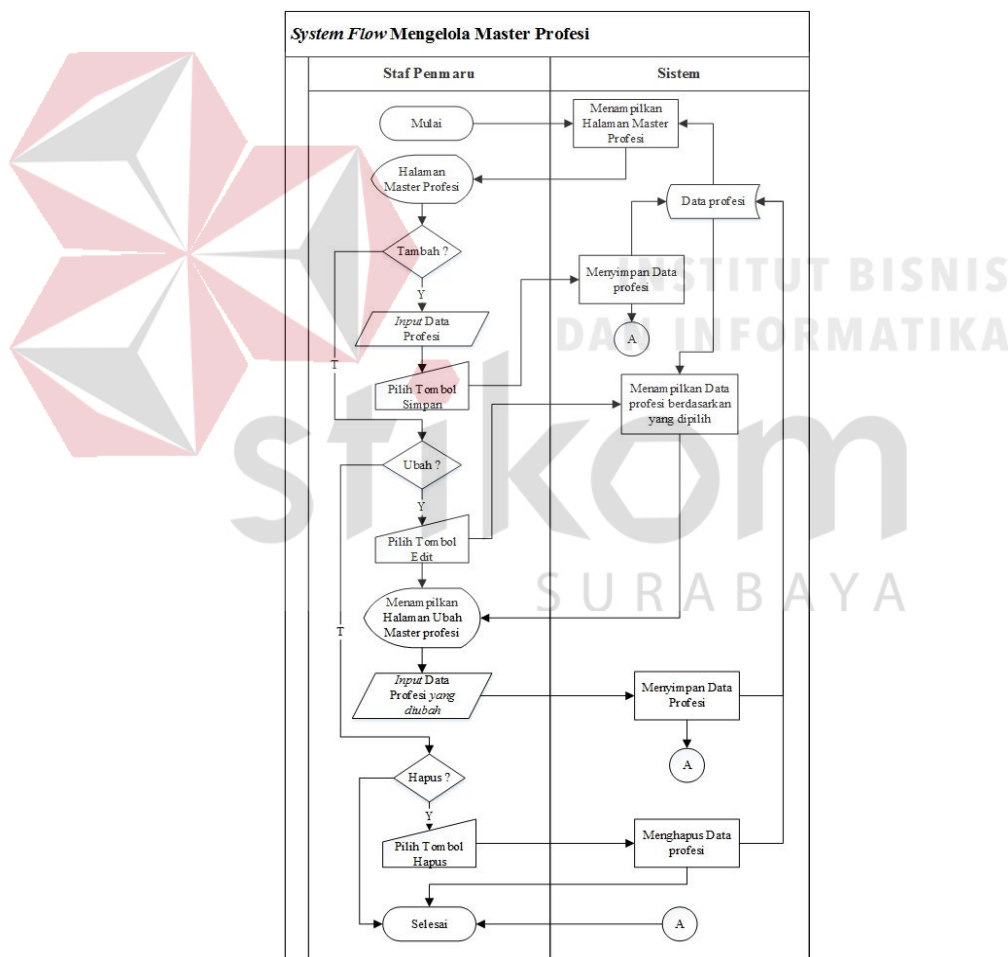 System Flow Mengelola Master Profesi
Staf Penmaru
Sistem
Mulai
Menampilkan
Halaman Master
Profesi
Halaman
Master Profesi
Data profesi
Tambah ?
Menyimpan Data
profesi
Y
A
Input Data
Profesi
T
Pilih Tombol
Simpan
Menampilkan Data
profesi berdasarkan
yang dipilih
Ubah ?
Y
Pilih Tombol
Edit
Menampilkan
Halaman Ubah
Master profesi
T
Input Data
Profesi yang
diubah
Menyimpan Data
Profesi
A
Hapus ?
Y
Pilih Tombol
Hapus
Menghapus Data
profesi
Selesai
A
INSTITUT BISNIS
DAN INFORMATIKA
stikom
SURABAYA